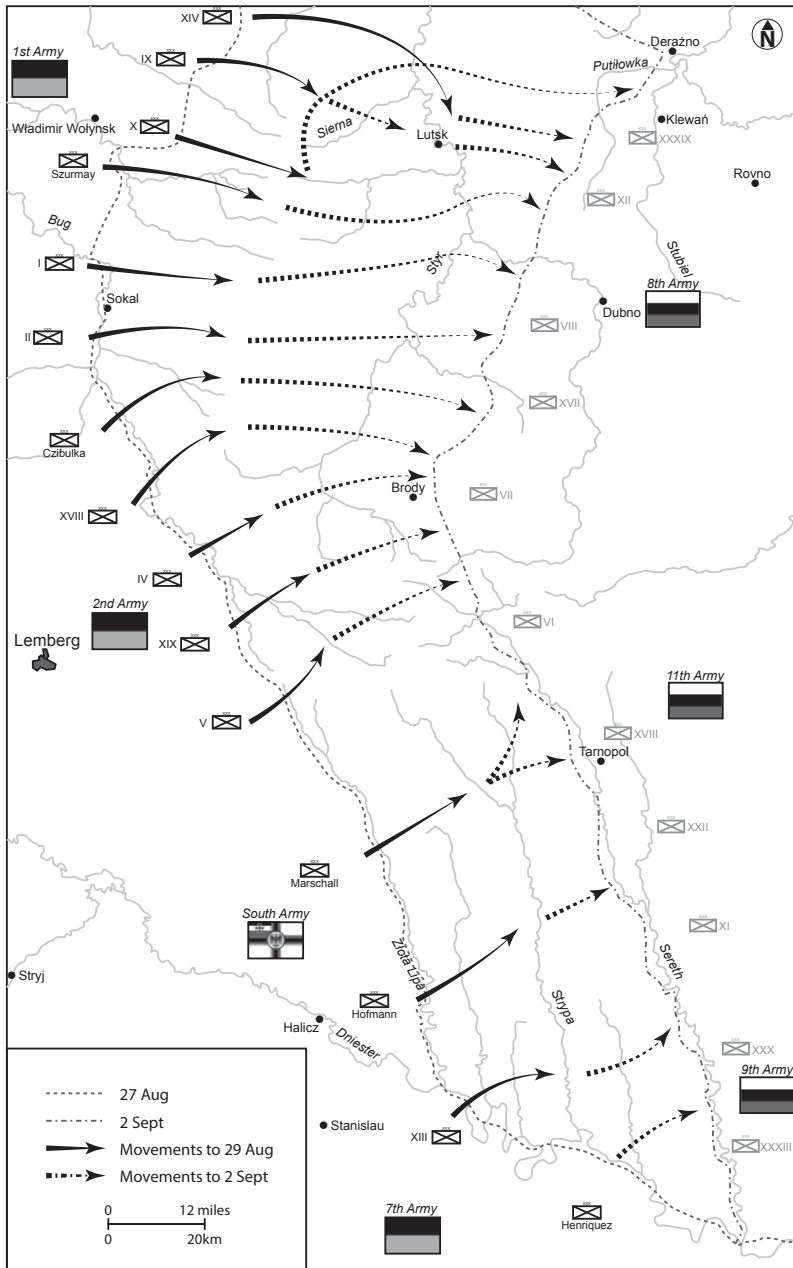 XIV
N
Derażno
1st Army
IX
Putiłowka
Władimir Wołynsk
X
Sierna
Lutsk
Klewań
XXXIX
Szurmay
Rovno
XII
Bug
Styr
Stubiel
I
8th Army
Sokal
Dubno
II
VIII
XVII
Czibulka
Brody
VII
XVIII
IV
2nd Army
VI
Lemberg
XIX
11th Army
V
XVIII
Tarnopol
XXII
Marschall
South Army
XI
Złota Lipa
Sereth
Stryj
Hofmann
Strypa
Halicz
Dniester
XXX
9th Army
27 Aug
2 Sept
Stanislau
XIII
XXXIII
Movements to 29 Aug
Movements to 2 Sept
7th Army
0 12 miles
0 20km
Henriquez